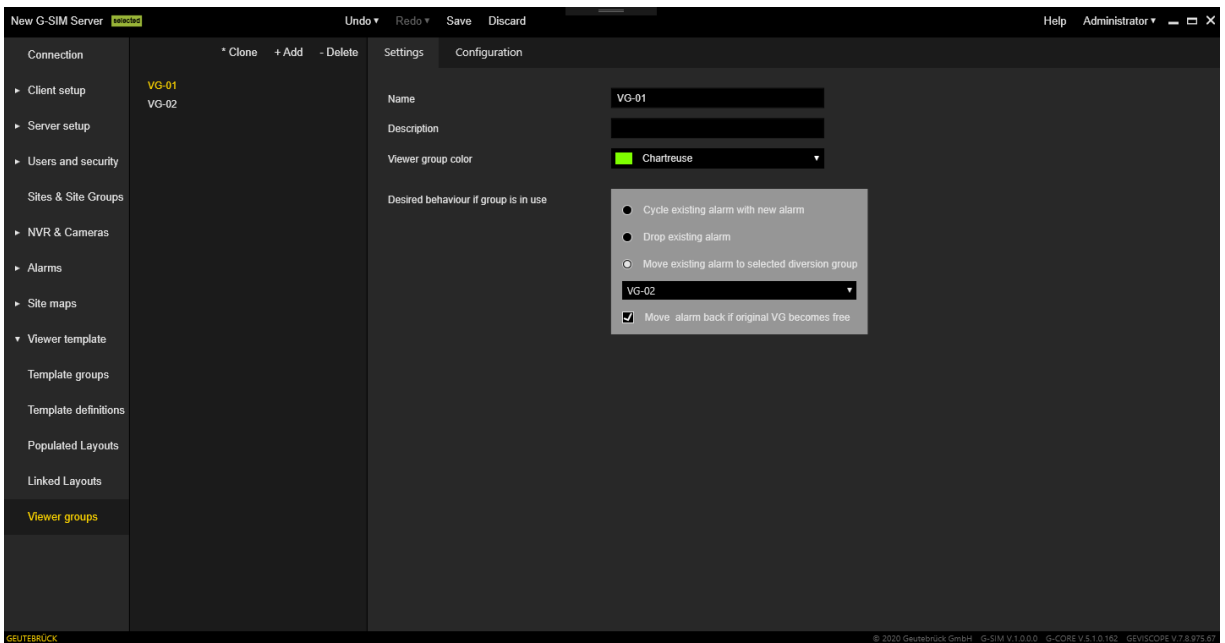 New G-SIM Server selected Undo Redo Save Discard Help Administrator
Connection
Client setup
Server setup
Users and security
Sites & Site Groups
NVR & Cameras
Alarms
Site maps
Viewer template
Template groups
Template definitions
Populated Layouts
Linked Layouts
Viewer groups
* Clone + Add - Delete
VG-01
VG-02
Settings Configuration
Name VG-01
Description
Viewer group color Chartreuse
Desired behaviour if group is in use
Cycle existing alarm with new alarm
Drop existing alarm
Move existing alarm to selected diversion group
VG-02
Move alarm back if original VG becomes free
GEUTEBRÜCK © 2020 Geutebrück GmbH G-SIM V.1.0.0.0 G-CORE V.5.1.0.162 GEVISCOPE V.7.8.975.67